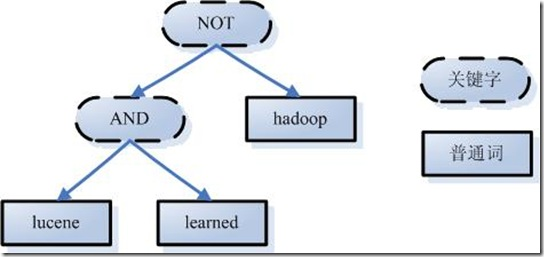 NOT
关键字
AND
hadoop
普通词
lucene
learned